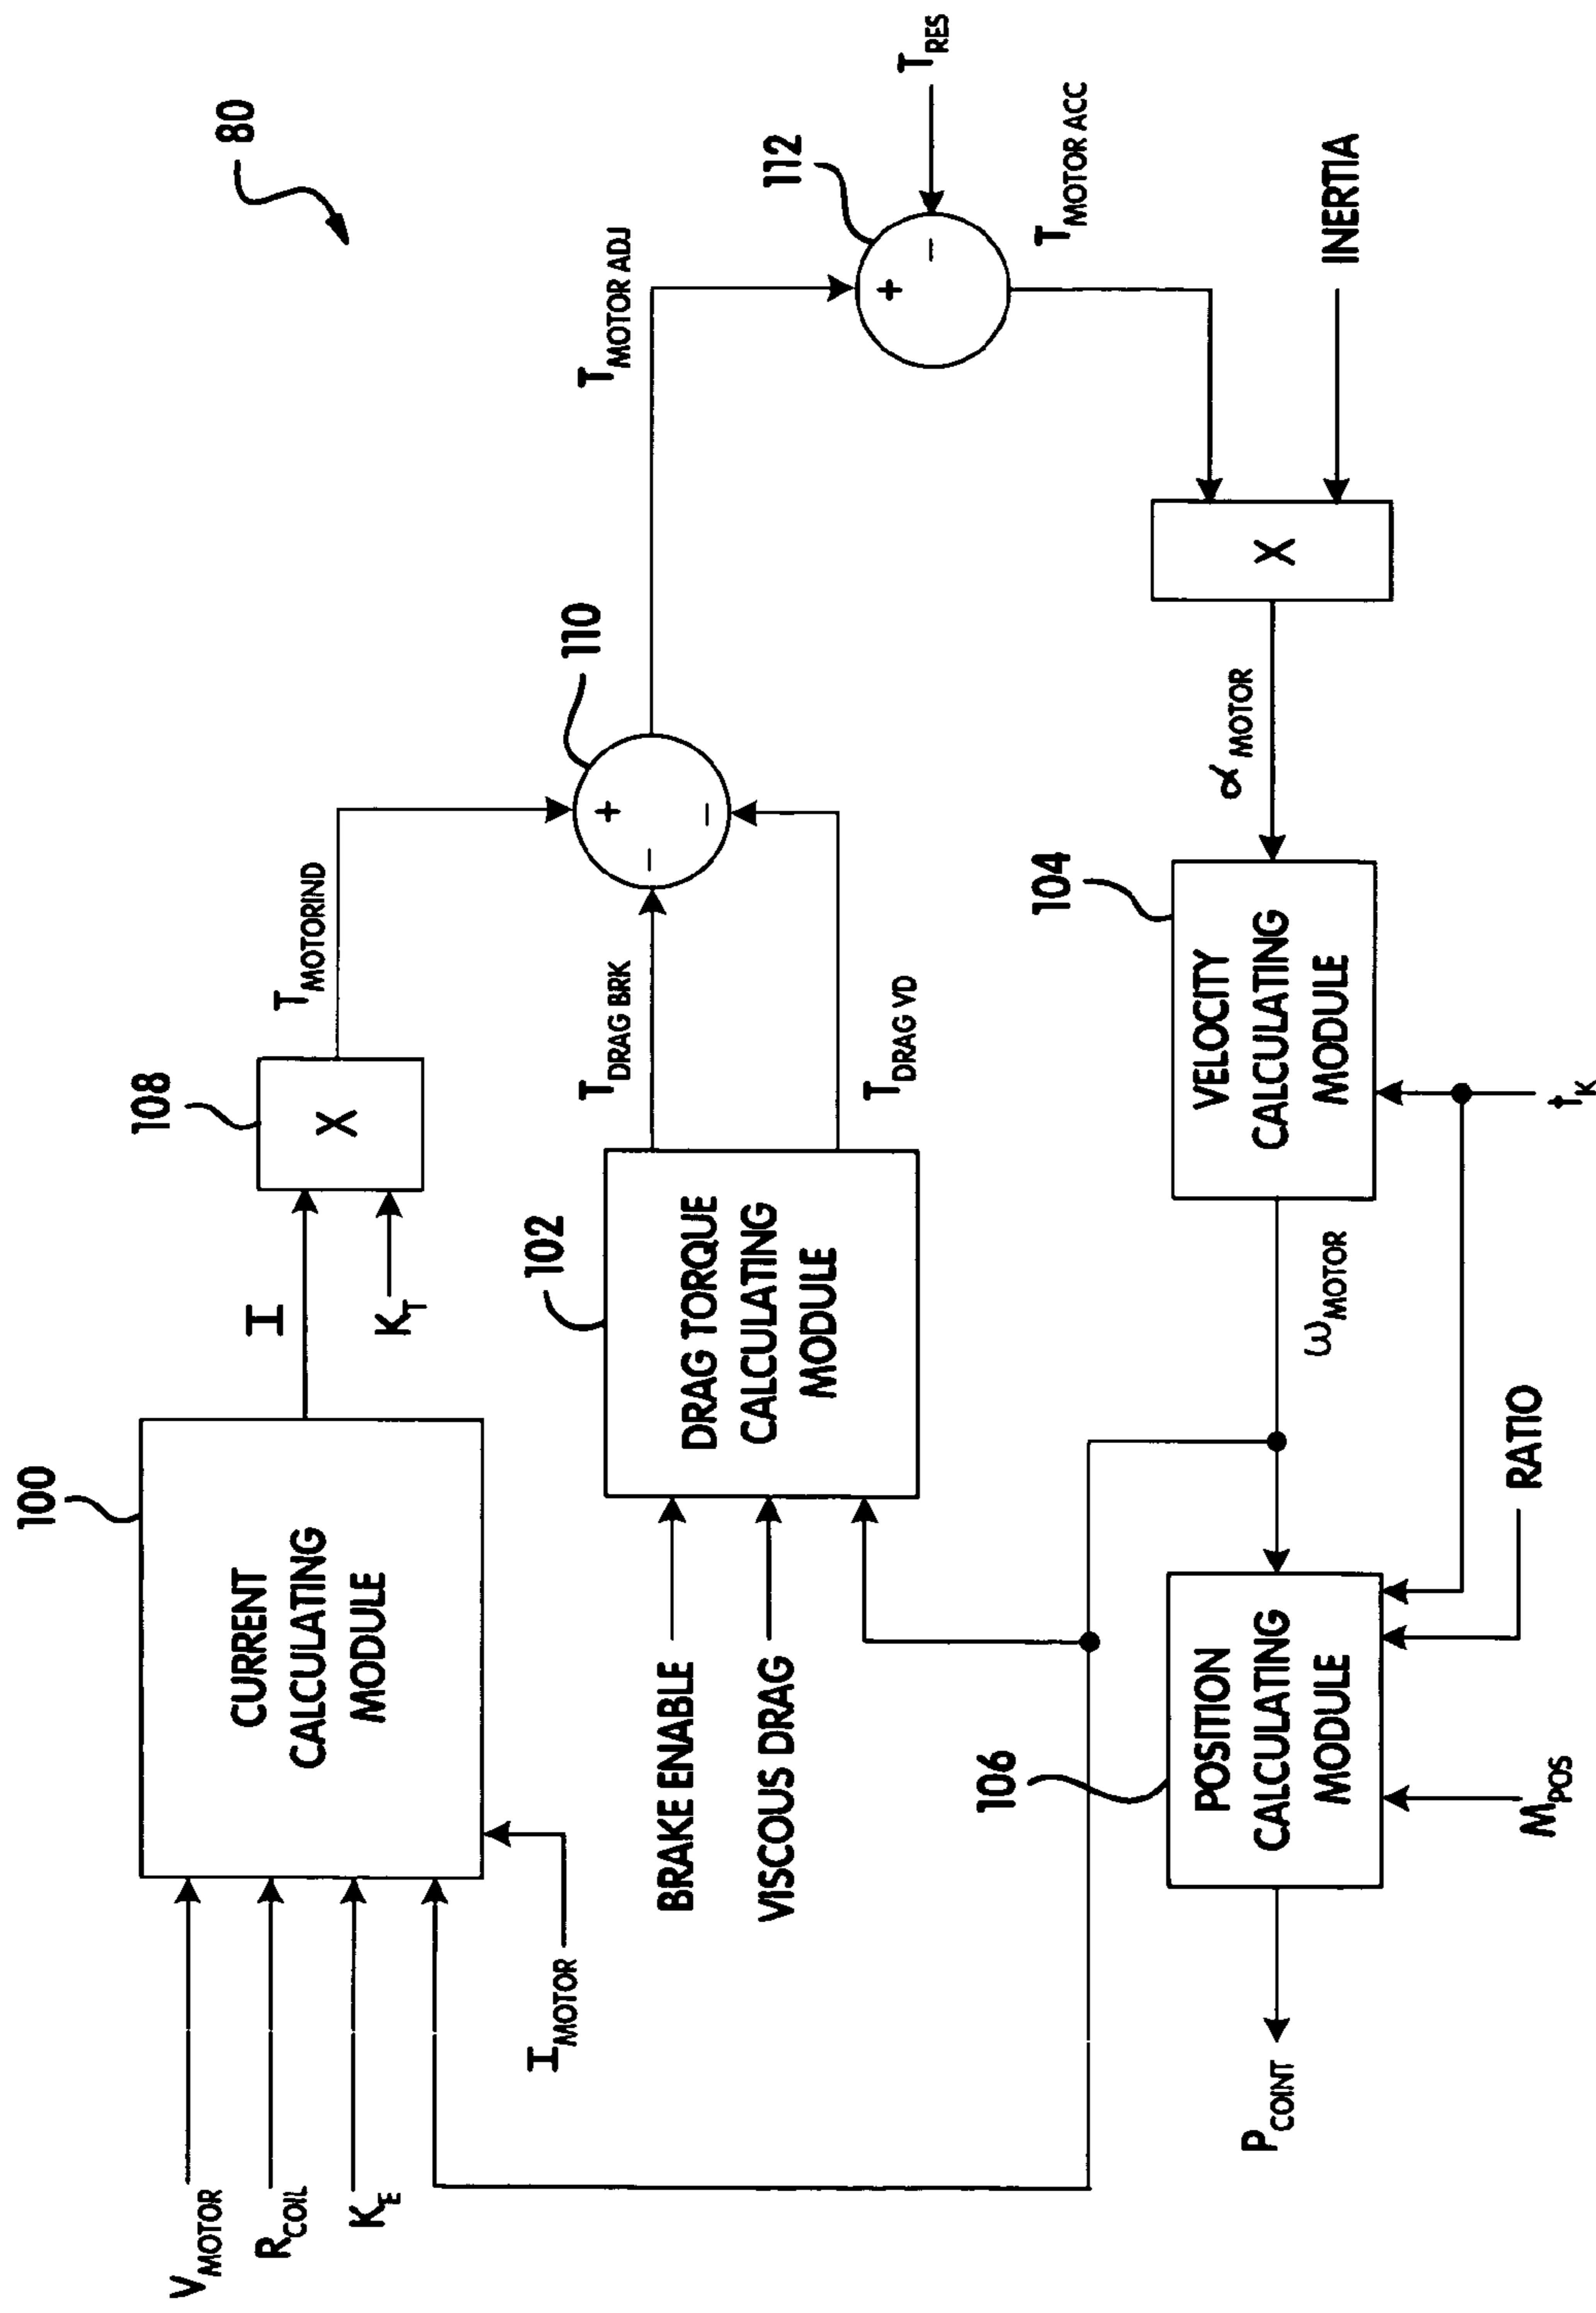 80
100
CURRENT
CALCULATING
MODULE
V_MOTOR
R_COIL
K_E
I_MOTOR
I
K_T
108
X
T_MOTORIND
BRAKE ENABLE
VISCOUS DRAG
102
DRAG TORQUE
CALCULATING
MODULE
T_DRAG BRK
T_DRAG VD
110
+
−
−
T_MOTOR ADJ
112
+
−
T_RES
T_MOTOR ACC
INERTIA
X
α_MOTOR
104
VELOCITY
CALCULATING
MODULE
t_K
ω_MOTOR
106
POSITION
CALCULATING
MODULE
RATIO
M_POS
P_COINT